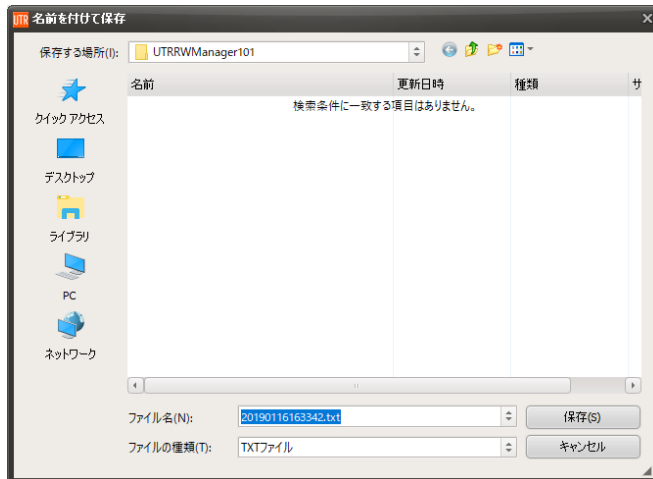 UTR 名前を付けて保存
保存する場所(I): UTRRWManager101
名前 更新日時 種類 サ
検索条件に一致する項目はありません。
クイック アクセス
デスクトップ
ライブラリ
PC
ネットワーク
ファイル名(N): 20190116163342.txt 保存(S)
ファイルの種類(T): TXTファイル キャンセル